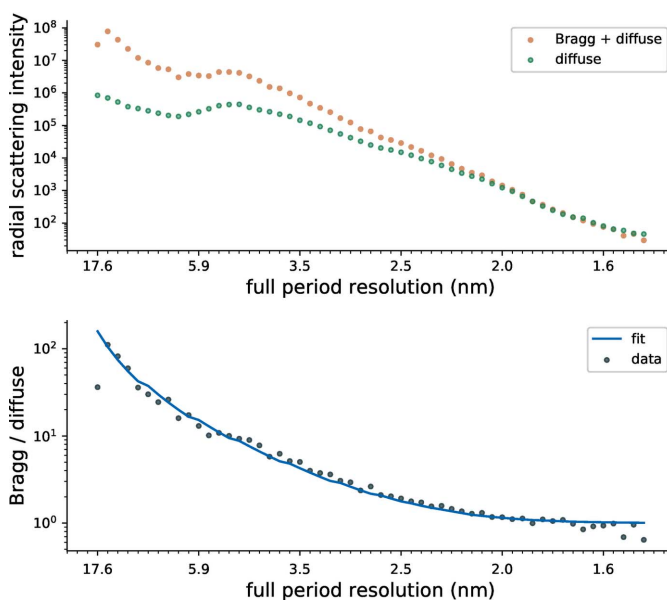 radial scattering intensity
10^8
10^7
10^6
10^5
10^4
10^3
10^2
Bragg + diffuse
diffuse
17.6 5.9 3.5 2.5 2.0 1.6
full period resolution (nm)
Bragg / diffuse
10^2
10^1
10^0
fit
data
17.6 5.9 3.5 2.5 2.0 1.6
full period resolution (nm)